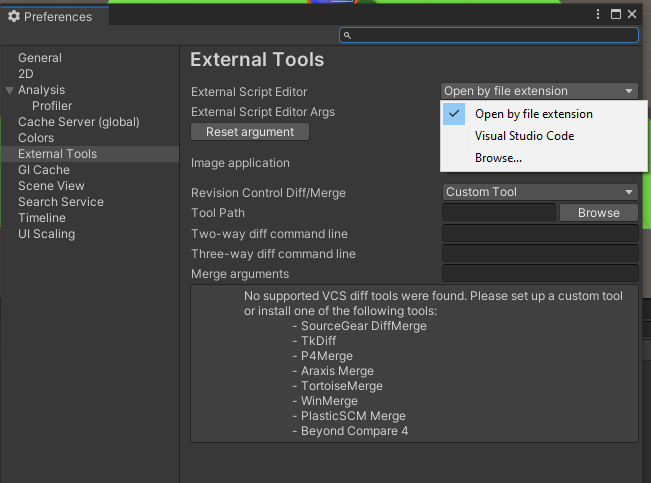 Preferences
General
2D
Analysis
Profiler
Cache Server (global)
Colors
External Tools
GI Cache
Scene View
Search Service
Timeline
UI Scaling
External Tools
External Script Editor
Open by file extension
Open by file extension
Visual Studio Code
Browse...
External Script Editor Args
Reset argument
Image application
Revision Control Diff/Merge
Custom Tool
Tool Path
Browse
Two-way diff command line
Three-way diff command line
Merge arguments
No supported VCS diff tools were found. Please set up a custom tool
or install one of the following tools:
- SourceGear DiffMerge
- TkDiff
- P4Merge
- Araxis Merge
- TortoiseMerge
- WinMerge
- PlasticSCM Merge
- Beyond Compare 4